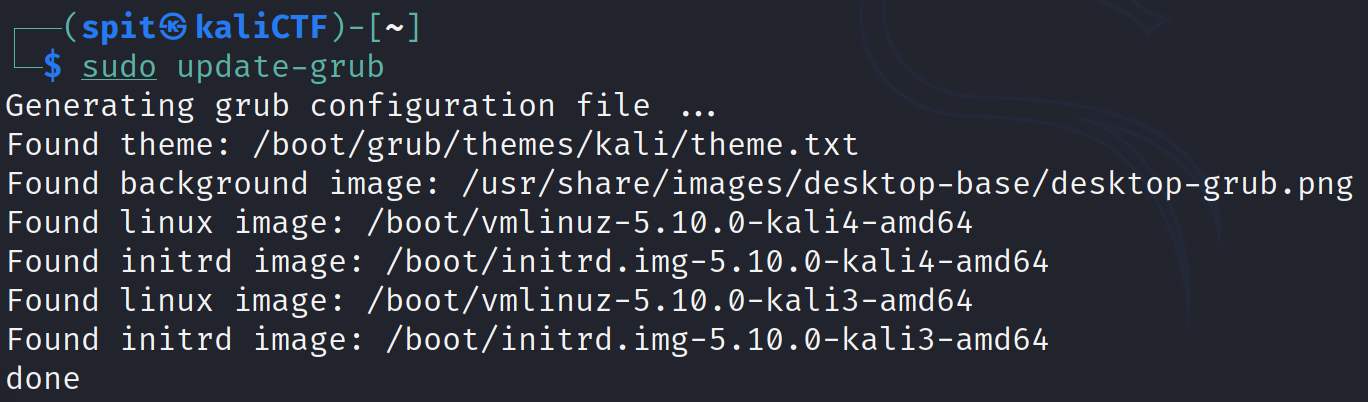 ┌──(spit㉿kaliCTF)-[~]
└─$ sudo update-grub
Generating grub configuration file ...
Found theme: /boot/grub/themes/kali/theme.txt
Found background image: /usr/share/images/desktop-base/desktop-grub.png
Found linux image: /boot/vmlinuz-5.10.0-kali4-amd64
Found initrd image: /boot/initrd.img-5.10.0-kali4-amd64
Found linux image: /boot/vmlinuz-5.10.0-kali3-amd64
Found initrd image: /boot/initrd.img-5.10.0-kali3-amd64
done